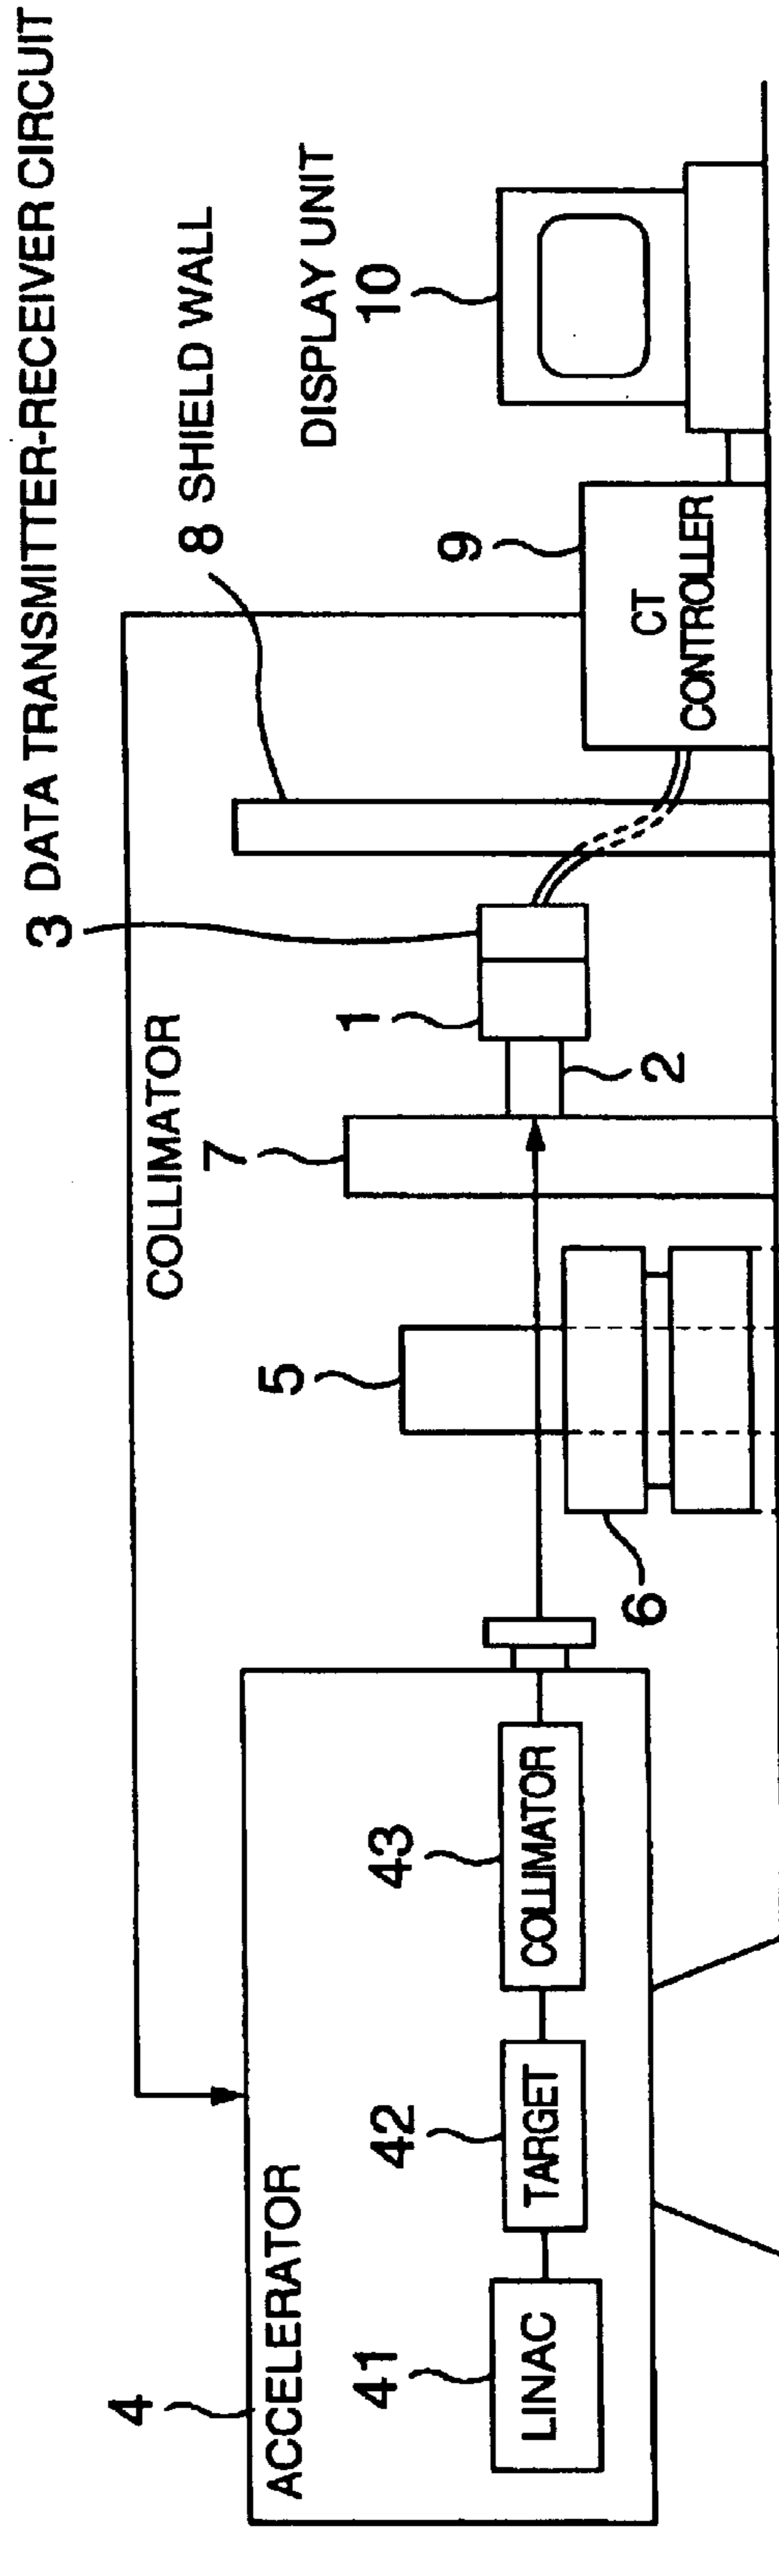 3 DATA TRANSMITTER-RECEIVER CIRCUIT
8 SHIELD WALL
DISPLAY UNIT
10
COLLIMATOR
7
9
CT
CONTROLLER
1
2
5
6
4
ACCELERATOR
41
LINAC
42
TARGET
43
COLLIMATOR